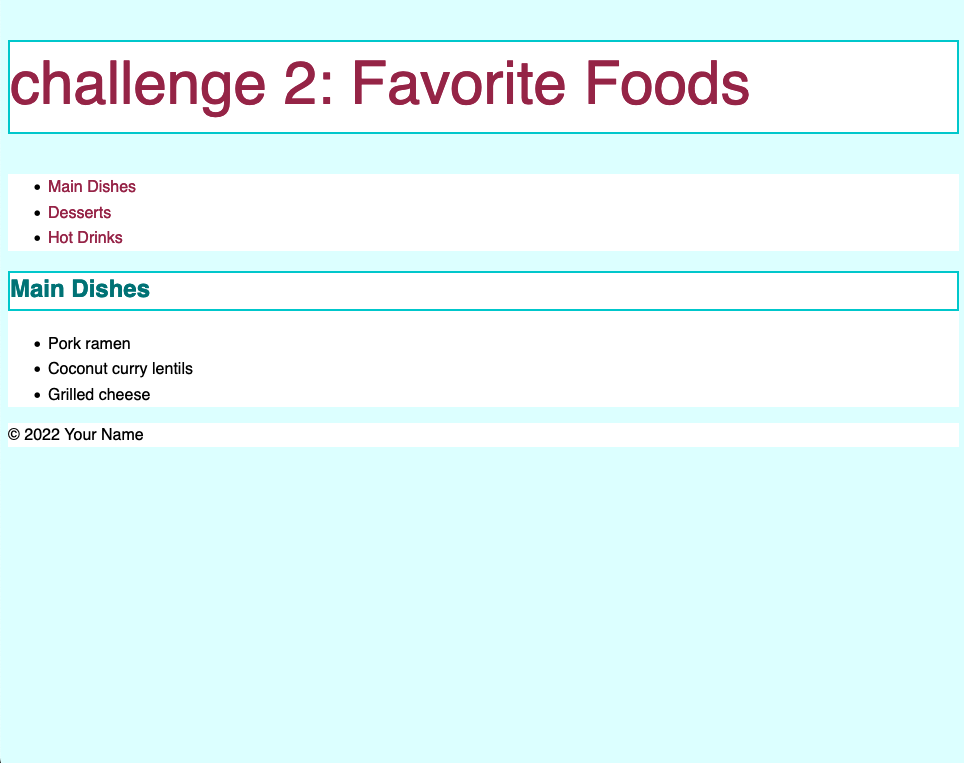 challenge 2: Favorite Foods
• Main Dishes
• Desserts
• Hot Drinks
Main Dishes
• Pork ramen
• Coconut curry lentils
• Grilled cheese
© 2022 Your Name